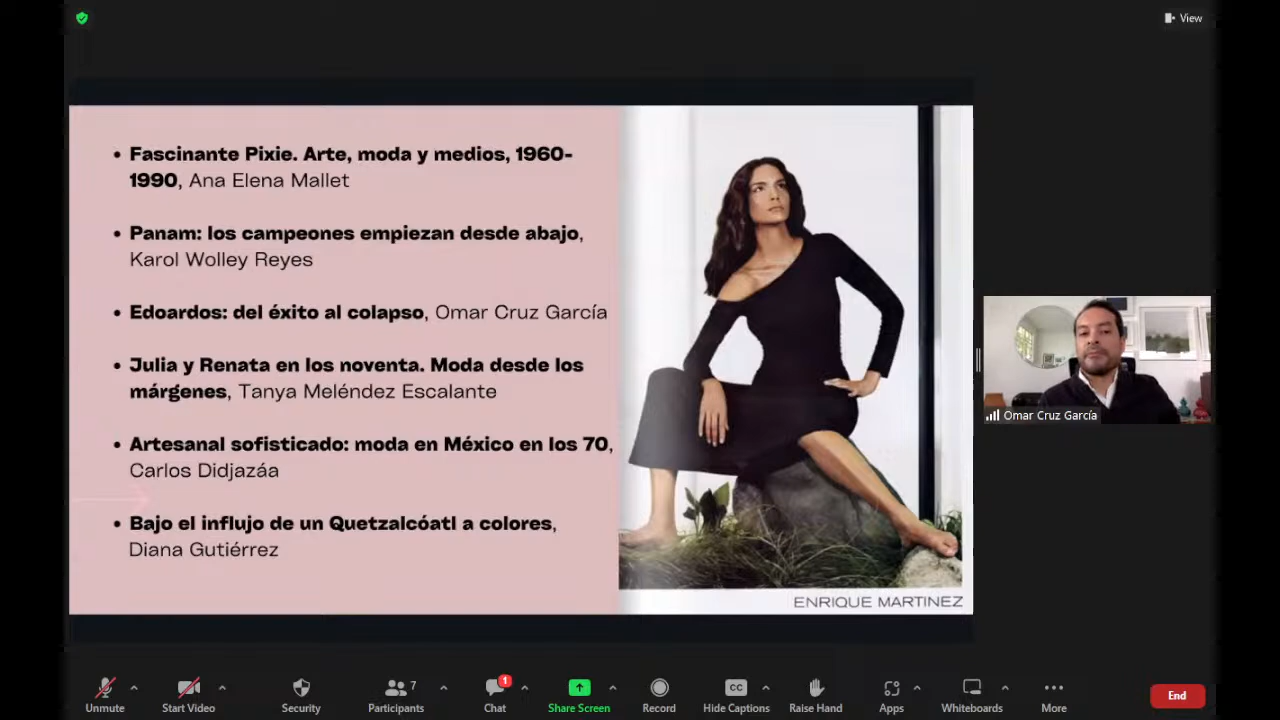 View
• Fascinante Pixie. Arte, moda y medios, 1960-
1990, Ana Elena Mallet
• Panam: los campeones empiezan desde abajo,
Karol Wolley Reyes
• Edoardos: del éxito al colapso, Omar Cruz García
• Julia y Renata en los noventa. Moda desde los
márgenes, Tanya Meléndez Escalante
• Artesanal sofisticado: moda en México en los 70,
Carlos Didjazáa
• Bajo el influjo de un Quetzalcóatl a colores,
Diana Gutiérrez
ENRIQUE MARTINEZ
Omar Cruz García
7
1
CC
Unmute Start Video Security Participants Chat Share Screen Record Hide Captions Raise Hand Apps Whiteboards More End